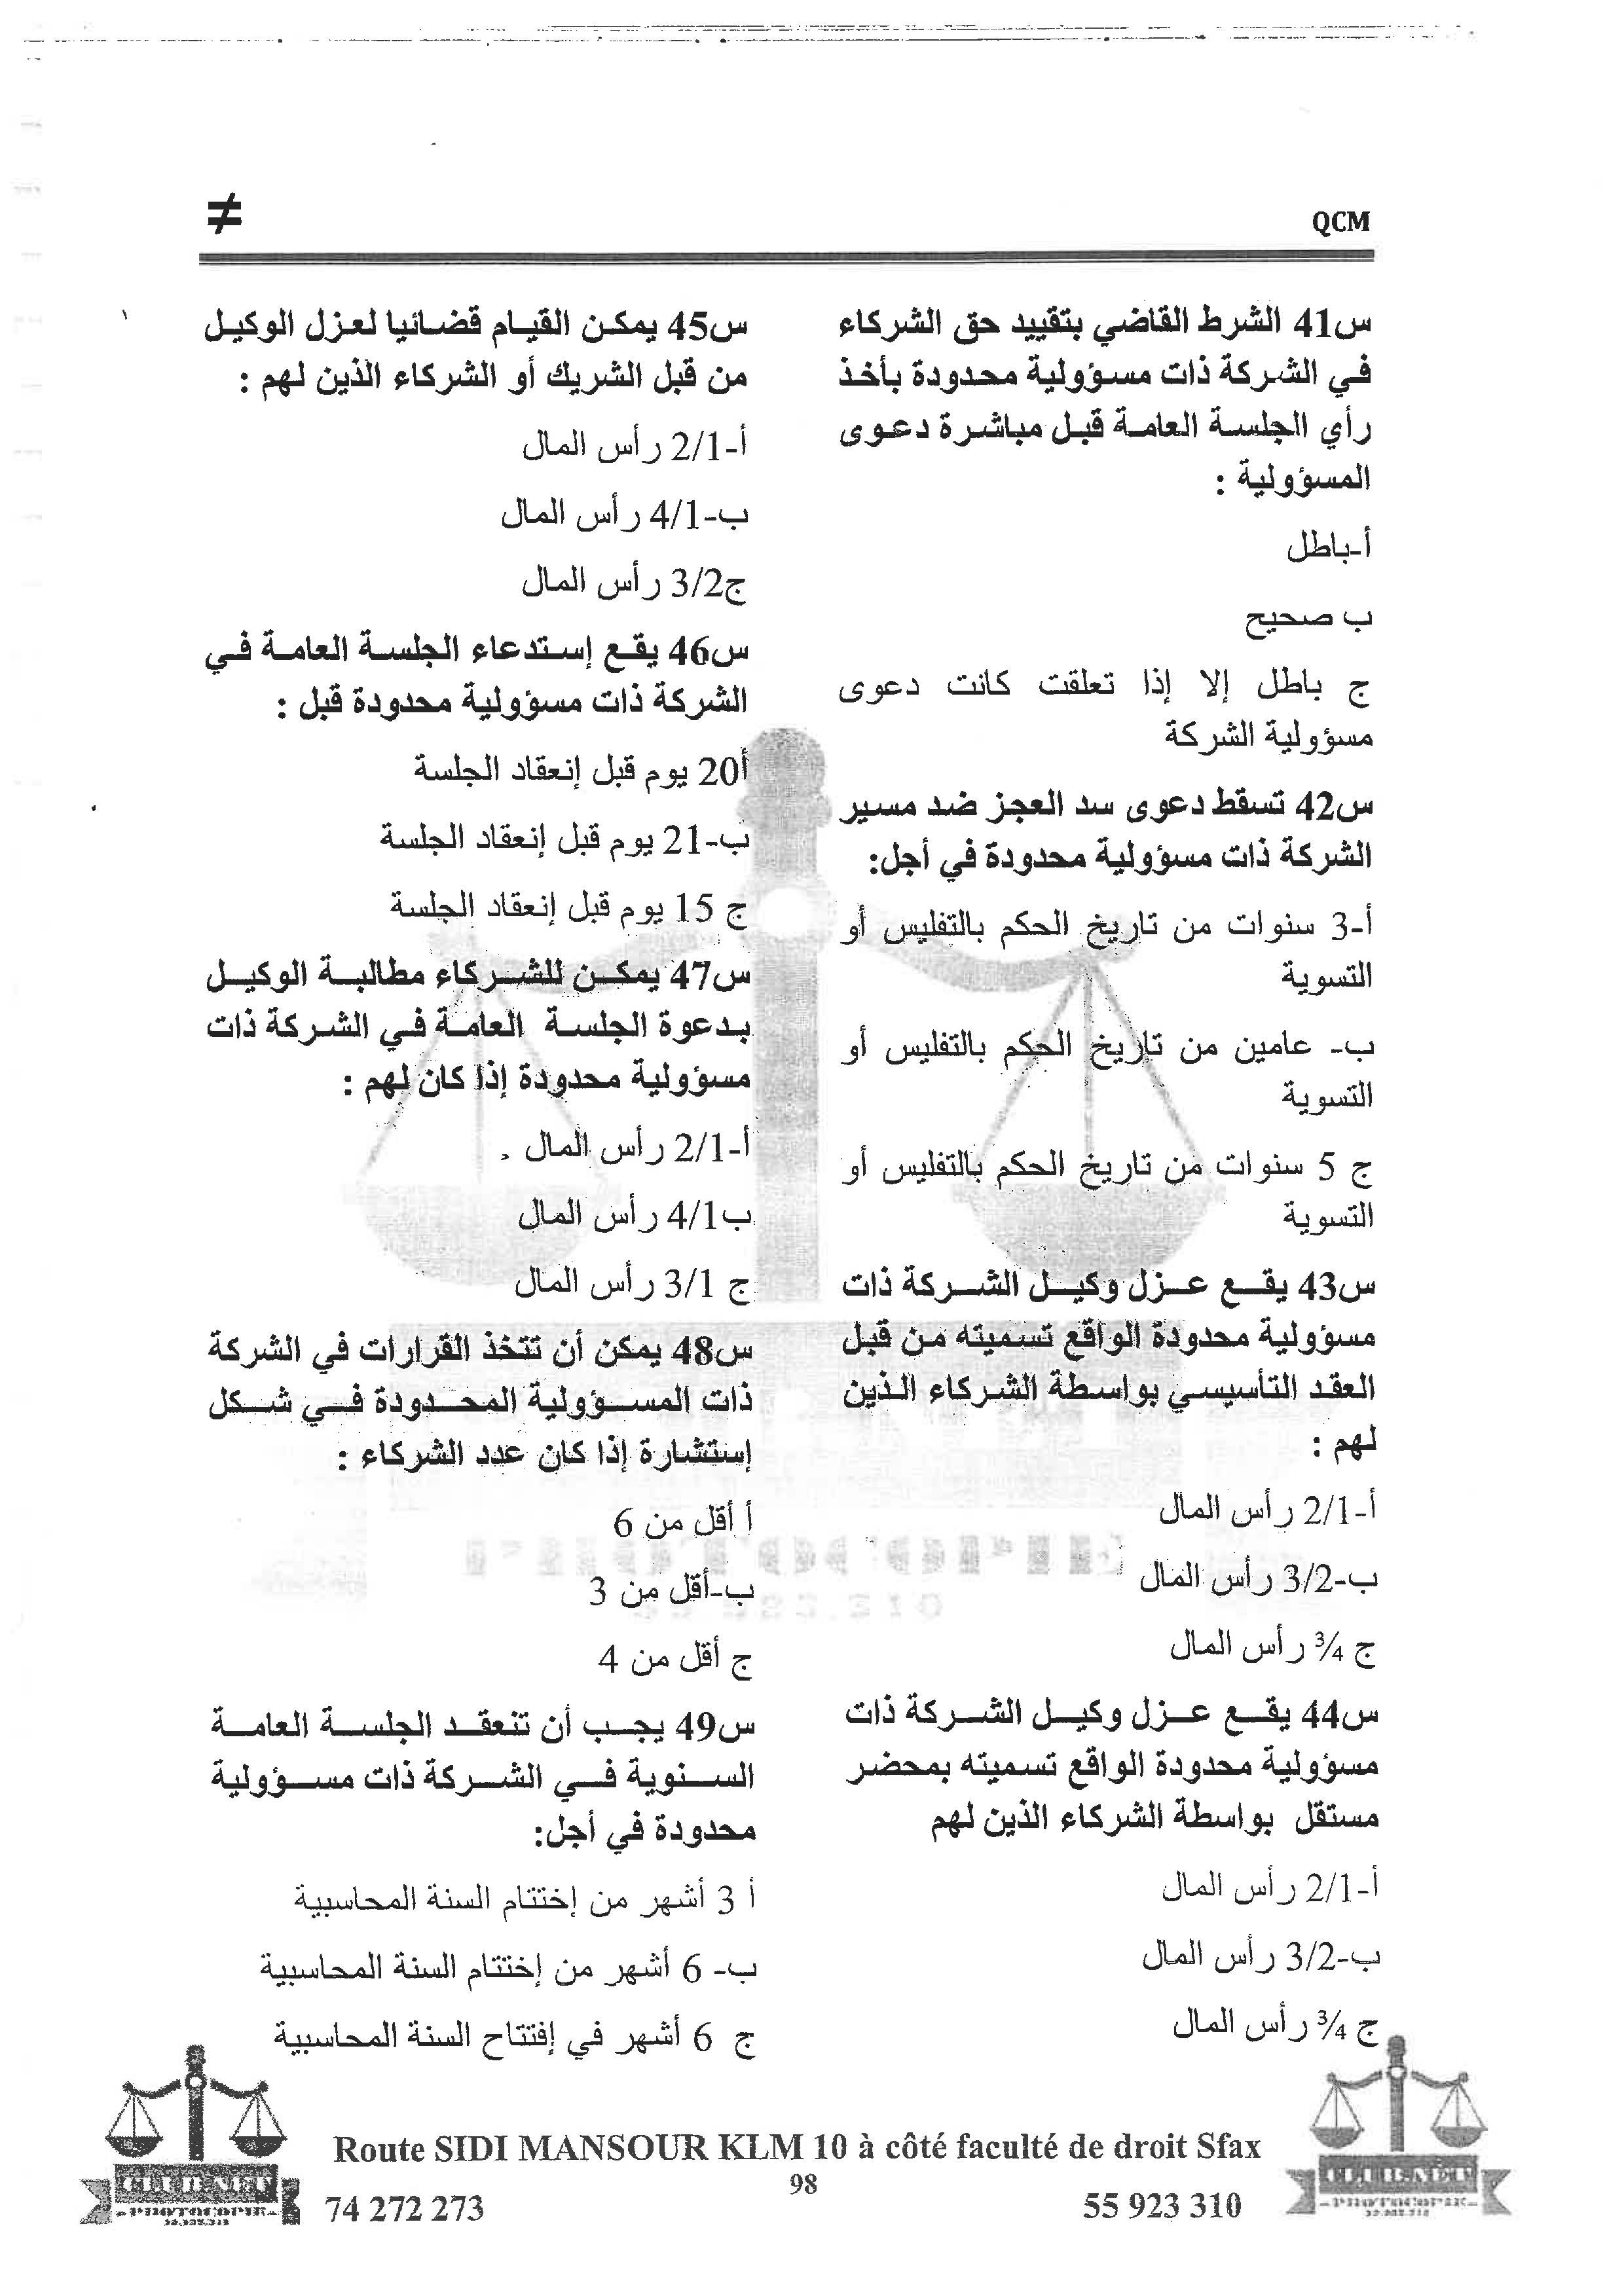 ≠
QCM
س41 الشرط القاضي بتقييد حق الشركاء
في الشركة ذات مسؤولية محدودة بأخذ
رأي الجلسة العامة قبل مباشرة دعوى
المسؤولية :
أ-باطل
ب صحيح
ج باطل إلا إذا تعلقت كانت دعوى
مسؤولية الشركة
س42 تسقط دعوى سد العجز ضد مسير
الشركة ذات مسؤولية محدودة في أجل:
أ-3 سنوات من تاريخ الحكم بالتفليس أو
التسوية
ب- عامين من تاريخ الحكم بالتفليس أو
التسوية
ج 5 سنوات من تاريخ الحكم بالتفليس أو
التسوية
س43 يقع عزل وكيل الشركة ذات
مسؤولية محدودة الواقع تسميته من قبل
العقد التأسيسي بواسطة الشركاء الذين
لهم :
أ-2/1 رأس المال
ب-3/2 رأس المال
ج ¾ رأس المال
س44 يقع عزل وكيل الشركة ذات
مسؤولية محدودة الواقع تسميته بمحضر
مستقل بواسطة الشركاء الذين لهم
أ-2/1 رأس المال
ب-3/2 رأس المال
ج ¾ رأس المال
س45 يمكن القيام قضائيا لعزل الوكيل
من قبل الشريك أو الشركاء الذين لهم :
أ-2/1 رأس المال
ب-4/1 رأس المال
ج3/2 رأس المال
س46 يقع إستدعاء الجلسة العامة في
الشركة ذات مسؤولية محدودة قبل :
أ20 يوم قبل إنعقاد الجلسة
ب-21 يوم قبل إنعقاد الجلسة
ج 15 يوم قبل إنعقاد الجلسة
س47 يمكن للشركاء مطالبة الوكيل
بدعوة الجلسة العامة في الشركة ذات
مسؤولية محدودة إذا كان لهم :
أ-2/1 رأس المال .
ب4/1 رأس المال
ج 3/1 رأس المال
س48 يمكن أن تتخذ القرارات في الشركة
ذات المسؤولية المحدودة في شكل
إستشارة إذا كان عدد الشركاء :
أ أقل من 6
ب-أقل من 3
ج أقل من 4
س49 يجب أن تنعقد الجلسة العامة
السنوية في الشركة ذات مسؤولية
محدودة في أجل:
أ 3 أشهر من إختتام السنة المحاسبية
ب- 6 أشهر من إختتام السنة المحاسبية
ج 6 أشهر في إفتتاح السنة المحاسبية
Route SIDI MANSOUR KLM 10 à côté faculté de droit Sfax
98
74 272 273
55 923 310
CLUB.NET
-PHOTOCOPIE-
CLUB.NET
-PHOTOCOPIE-